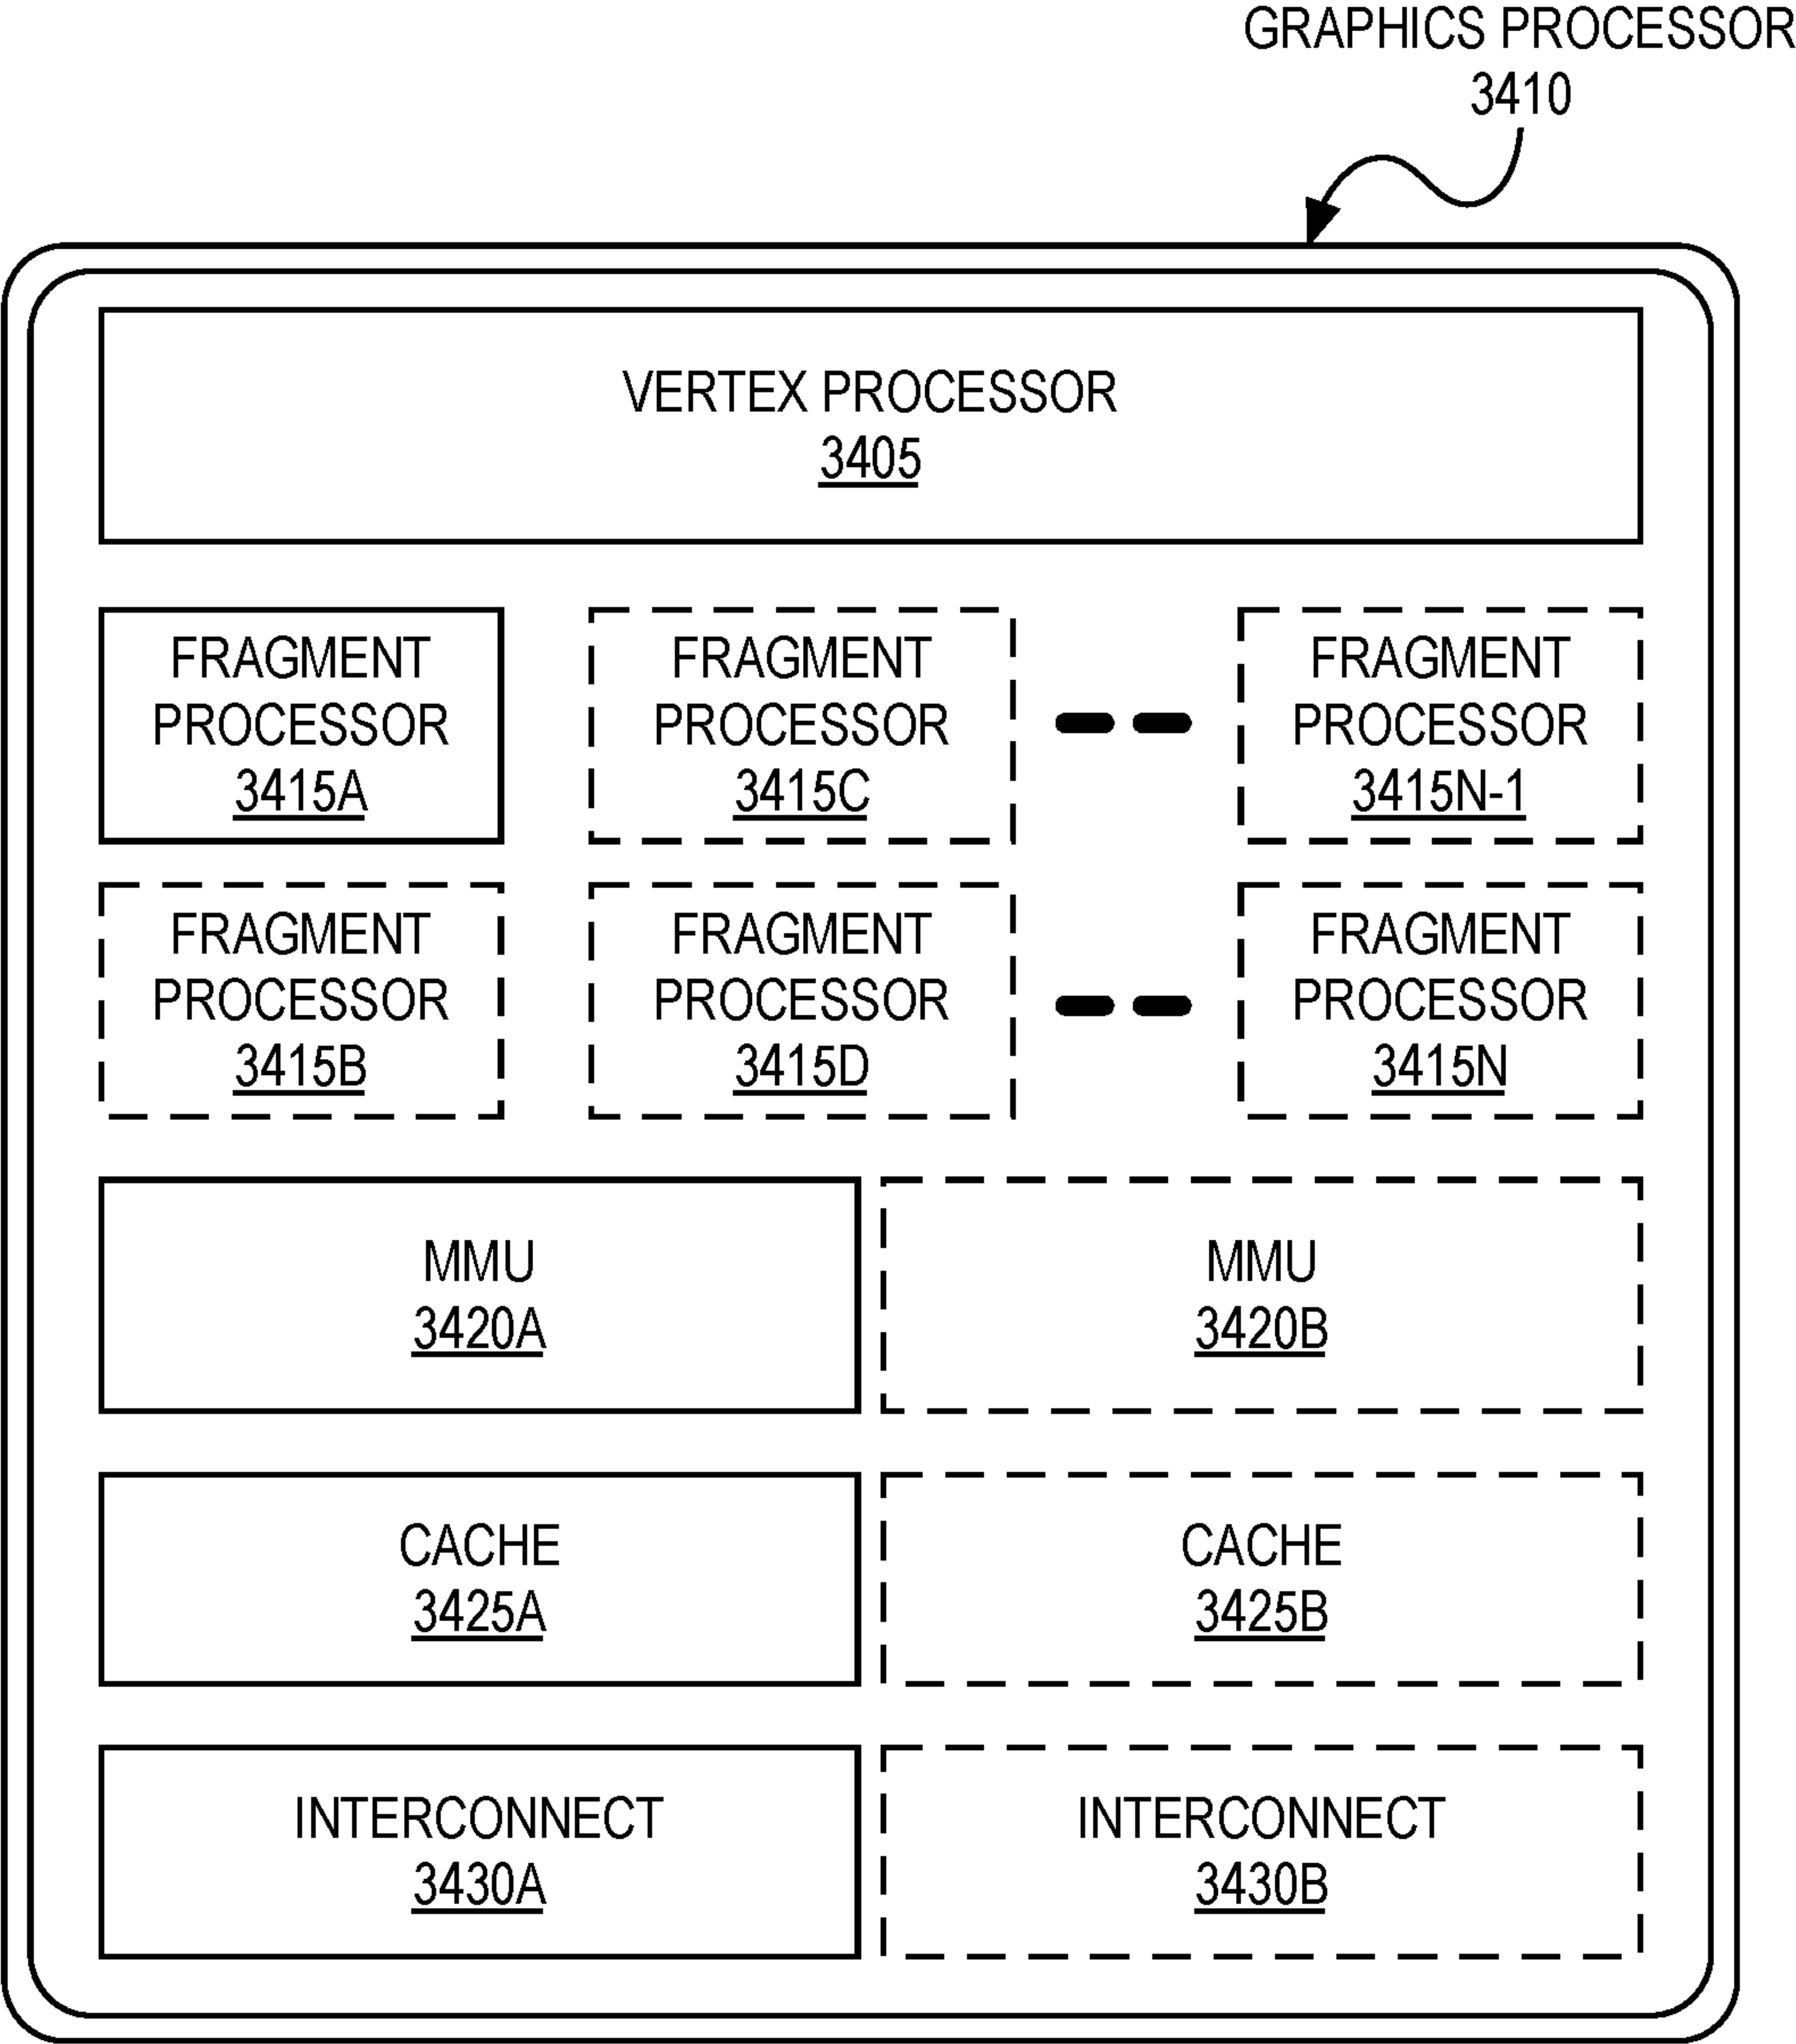 GRAPHICS PROCESSOR
3410
VERTEX PROCESSOR
3405
FRAGMENT
PROCESSOR
3415A
FRAGMENT
PROCESSOR
3415C
FRAGMENT
PROCESSOR
3415N-1
FRAGMENT
PROCESSOR
3415B
FRAGMENT
PROCESSOR
3415D
FRAGMENT
PROCESSOR
3415N
MMU
3420A
MMU
3420B
CACHE
3425A
CACHE
3425B
INTERCONNECT
3430A
INTERCONNECT
3430B